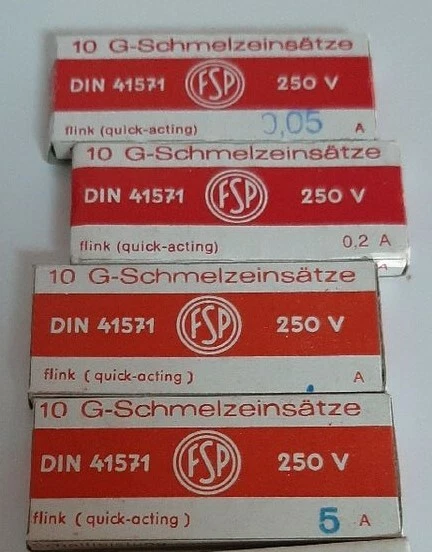 10 G-Schmelzeinsätze
DIN 41571 FSP 250 V
flink (quick-acting) 0,05 A
10 G-Schmelzeinsätze
DIN 41571 FSP 250 V
flink (quick-acting) 0,2 A
10 G-Schmelzeinsätze
DIN 41571 FSP 250 V
flink ( quick-acting ) A
10 G-Schmelzeinsätze
DIN 41571 FSP 250 V
flink ( quick-acting ) 5 A